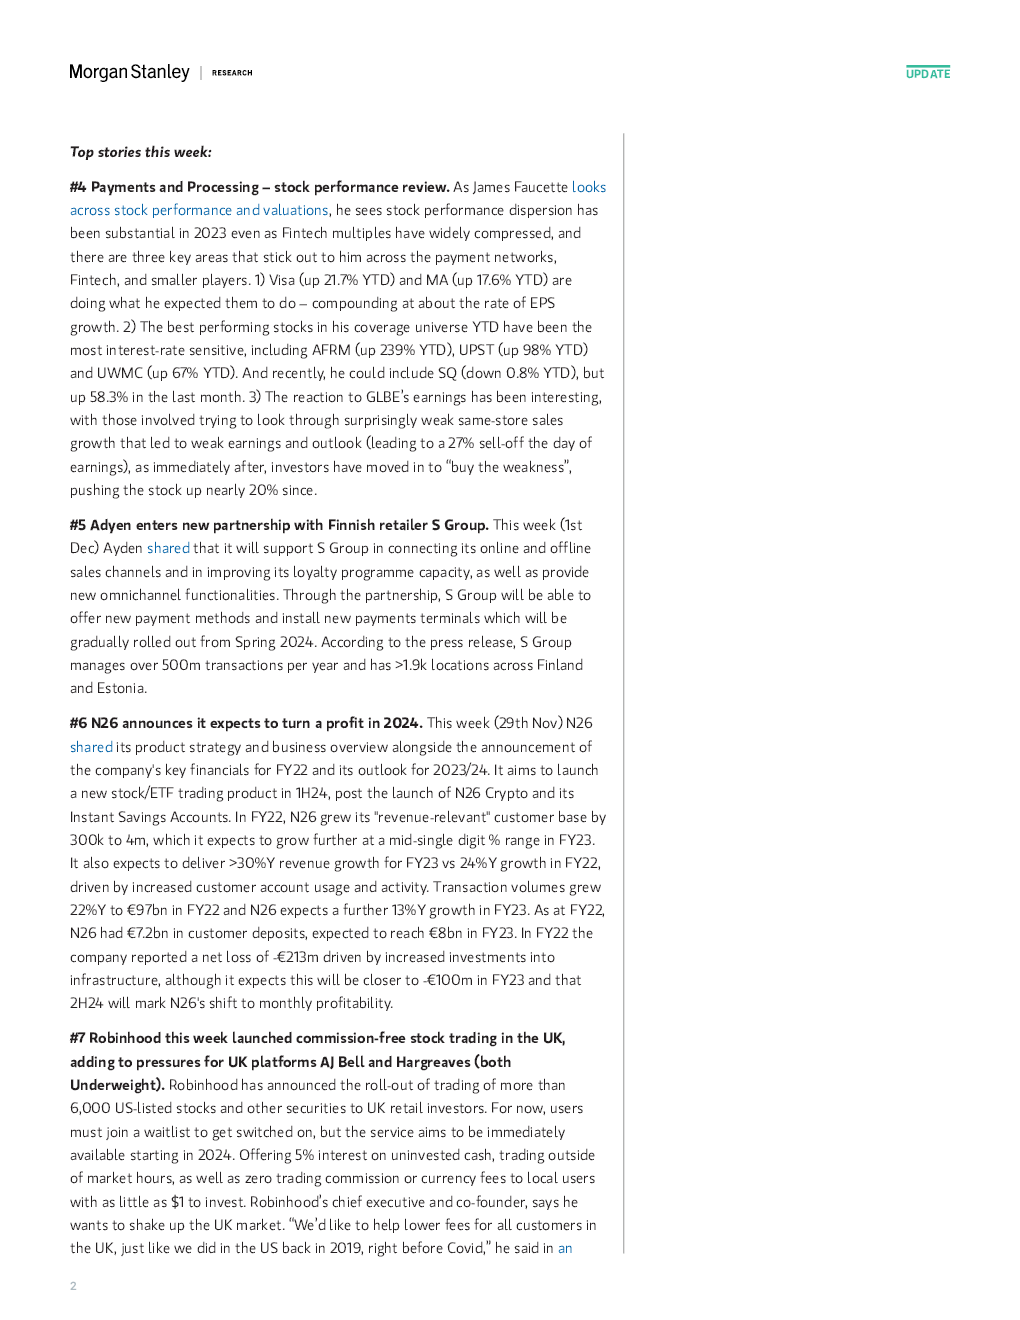 Morgan Stanley | RESEARCH
UPDATE
Top stories this week:
#4 Payments and Processing – stock performance review. As James Faucette looks
across stock performance and valuations, he sees stock performance dispersion has
been substantial in 2023 even as Fintech multiples have widely compressed, and
there are three key areas that stick out to him across the payment networks,
Fintech, and smaller players. 1) Visa (up 21.7% YTD) and MA (up 17.6% YTD) are
doing what he expected them to do – compounding at about the rate of EPS
growth. 2) The best performing stocks in his coverage universe YTD have been the
most interest-rate sensitive, including AFRM (up 239% YTD), UPST (up 98% YTD)
and UWMC (up 67% YTD). And recently, he could include SQ (down 0.8% YTD), but
up 58.3% in the last month. 3) The reaction to GLBE’s earnings has been interesting,
with those involved trying to look through surprisingly weak same-store sales
growth that led to weak earnings and outlook (leading to a 27% sell-off the day of
earnings), as immediately after, investors have moved in to “buy the weakness”,
pushing the stock up nearly 20% since.
#5 Adyen enters new partnership with Finnish retailer S Group. This week (1st
Dec) Ayden shared that it will support S Group in connecting its online and offline
sales channels and in improving its loyalty programme capacity, as well as provide
new omnichannel functionalities. Through the partnership, S Group will be able to
offer new payment methods and install new payments terminals which will be
gradually rolled out from Spring 2024. According to the press release, S Group
manages over 500m transactions per year and has >1.9k locations across Finland
and Estonia.
#6 N26 announces it expects to turn a profit in 2024. This week (29th Nov) N26
shared its product strategy and business overview alongside the announcement of
the company's key financials for FY22 and its outlook for 2023/24. It aims to launch
a new stock/ETF trading product in 1H24, post the launch of N26 Crypto and its
Instant Savings Accounts. In FY22, N26 grew its "revenue-relevant" customer base by
300k to 4m, which it expects to grow further at a mid-single digit % range in FY23.
It also expects to deliver >30%Y revenue growth for FY23 vs 24%Y growth in FY22,
driven by increased customer account usage and activity. Transaction volumes grew
22%Y to €97bn in FY22 and N26 expects a further 13%Y growth in FY23. As at FY22,
N26 had €7.2bn in customer deposits, expected to reach €8bn in FY23. In FY22 the
company reported a net loss of -€213m driven by increased investments into
infrastructure, although it expects this will be closer to -€100m in FY23 and that
2H24 will mark N26's shift to monthly profitability.
#7 Robinhood this week launched commission-free stock trading in the UK,
adding to pressures for UK platforms AJ Bell and Hargreaves (both
Underweight). Robinhood has announced the roll-out of trading of more than
6,000 US-listed stocks and other securities to UK retail investors. For now, users
must join a waitlist to get switched on, but the service aims to be immediately
available starting in 2024. Offering 5% interest on uninvested cash, trading outside
of market hours, as well as zero trading commission or currency fees to local users
with as little as $1 to invest. Robinhood’s chief executive and co-founder, says he
wants to shake up the UK market. “We’d like to help lower fees for all customers in
the UK, just like we did in the US back in 2019, right before Covid,” he said in an
2